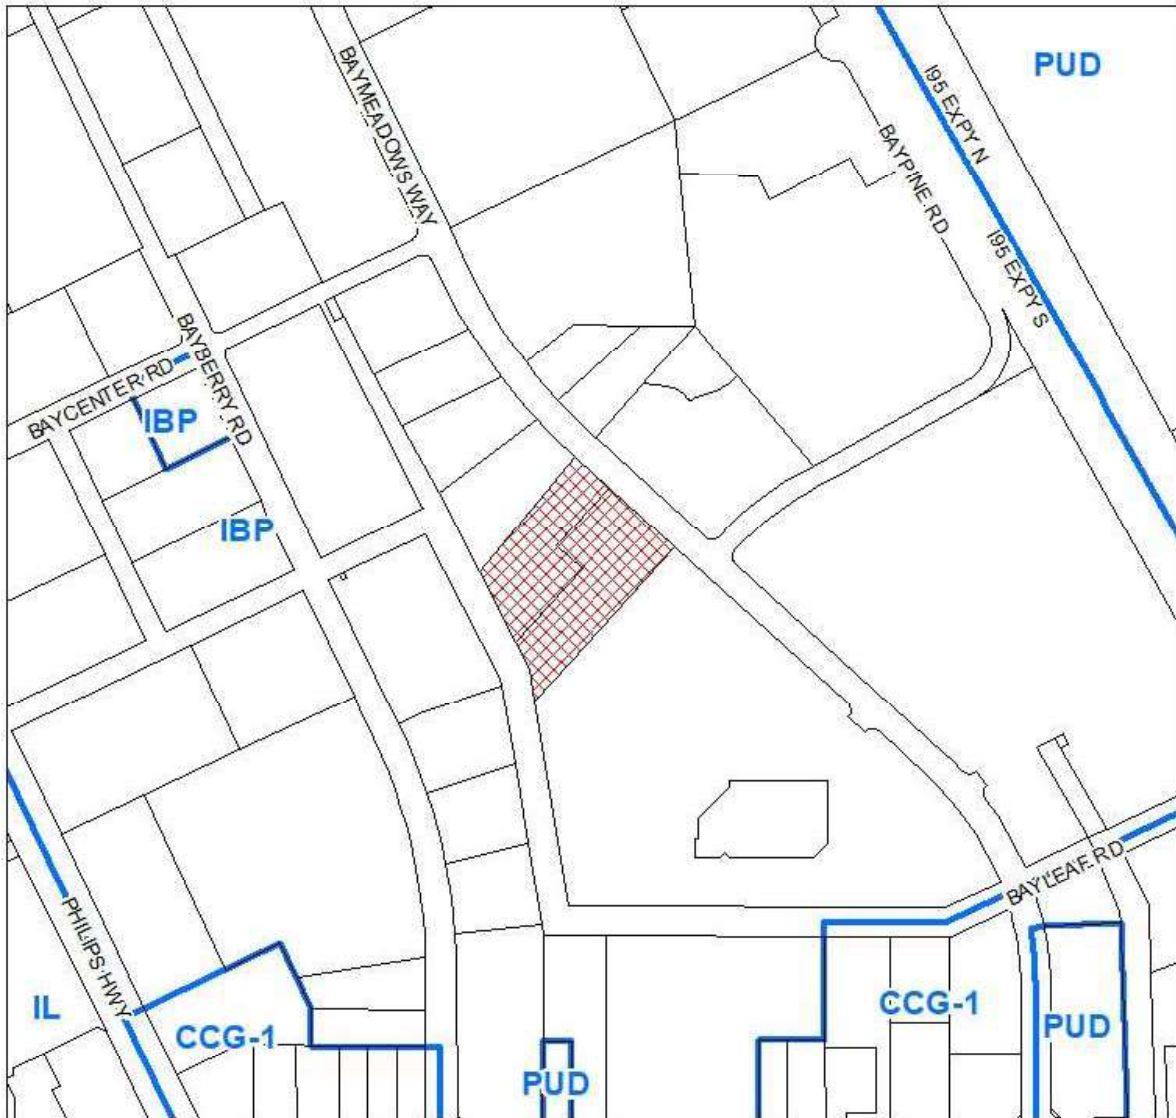 PUD
BAYMEADOWS WAY
I95 EXPY N
BAYPINE RD
I95 EXPY S
BAYBERRY RD
BAYCENTER RD
IBP
IBP
BAYLEAF RD
PHILIPS HWY
IL
CCG-1
CCG-1
PUD
PUD